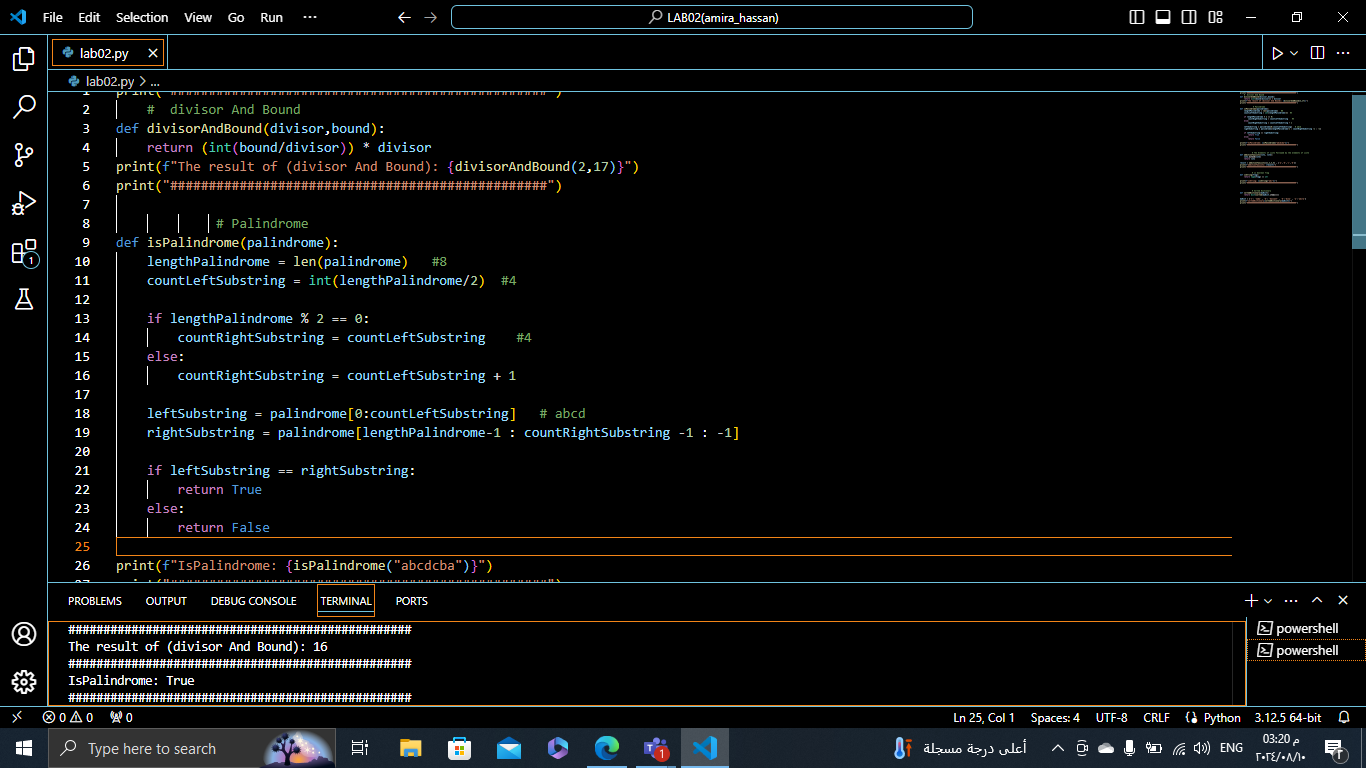 File Edit Selection View Go Run ··· LAB02(amira_hassan)
lab02.py
lab02.py > ...
2 # divisor And Bound
3 def divisorAndBound(divisor,bound):
4 return (int(bound/divisor)) * divisor
5 print(f"The result of (divisor And Bound): {divisorAndBound(2,17)}")
6 print("#################################################")
7
8 # Palindrome
9 def isPalindrome(palindrome):
10 lengthPalindrome = len(palindrome) #8
11 countLeftSubstring = int(lengthPalindrome/2) #4
12
13 if lengthPalindrome % 2 == 0:
14 countRightSubstring = countLeftSubstring #4
15 else:
16 countRightSubstring = countLeftSubstring + 1
17
18 leftSubstring = palindrome[0:countLeftSubstring] # abcd
19 rightSubstring = palindrome[lengthPalindrome-1 : countRightSubstring -1 : -1]
20
21 if leftSubstring == rightSubstring:
22 return True
23 else:
24 return False
25
26 print(f"IsPalindrome: {isPalindrome("abcdcba")}")
PROBLEMS OUTPUT DEBUG CONSOLE TERMINAL PORTS
#################################################
The result of (divisor And Bound): 16
#################################################
IsPalindrome: True
#################################################
powershell
powershell
0 0 0 Ln 25, Col 1 Spaces: 4 UTF-8 CRLF Python 3.12.5 64-bit
Type here to search
أعلى درجة مسجلة
ENG
03:20 م
٢٠٢٤/٠٨/١٠